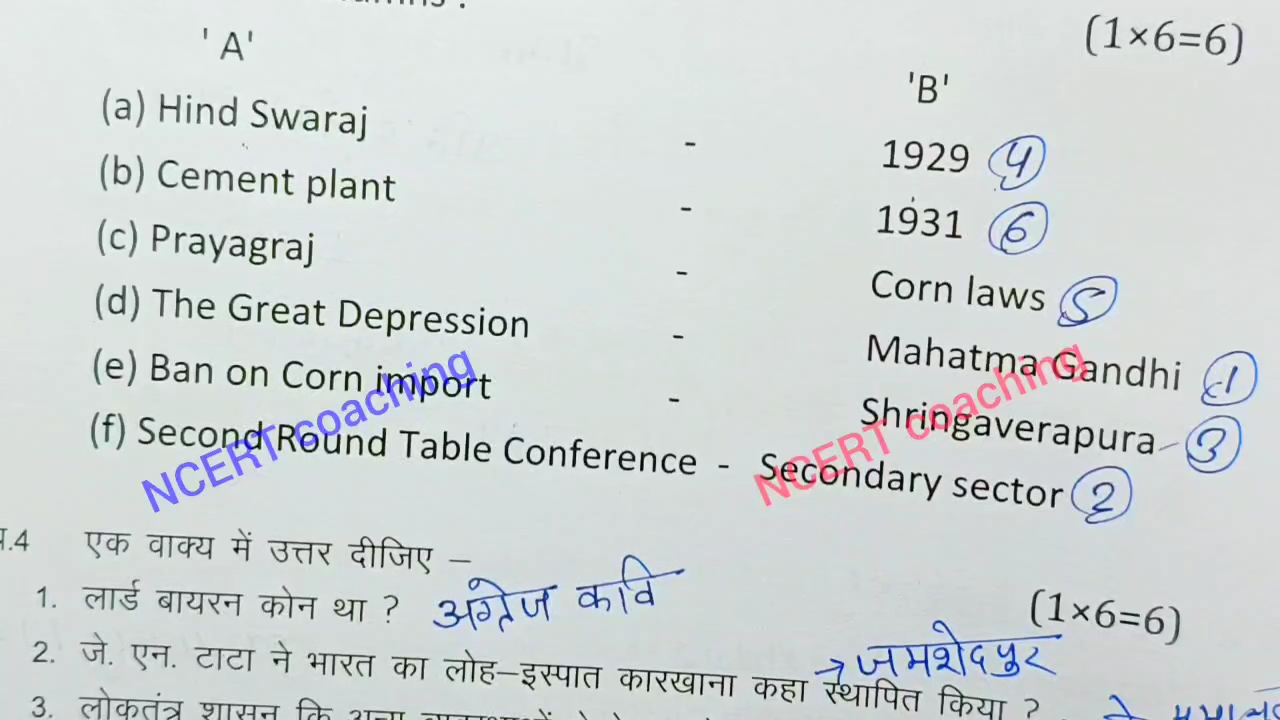 (1×6=6)
'A'
'B'
(a) Hind Swaraj - 1929 4
(b) Cement plant - 1931 6
(c) Prayagraj - Corn laws 5
(d) The Great Depression - Mahatma Gandhi 1
(e) Ban on Corn import - Shringaverapura 3
(f) Second Round Table Conference - Secondary sector 2
NCERT coaching
NCERT coaching
.4 एक वाक्य में उत्तर दीजिए –
(1×6=6)
1. लार्ड बायरन कोन था ? अग्रेज कवि
2. जे. एन. टाटा ने भारत का लोह–इस्पात कारखाना कहा स्थापित किया ? → जमशेदपुर
3. लोकतंत्र शासन कि अन्य